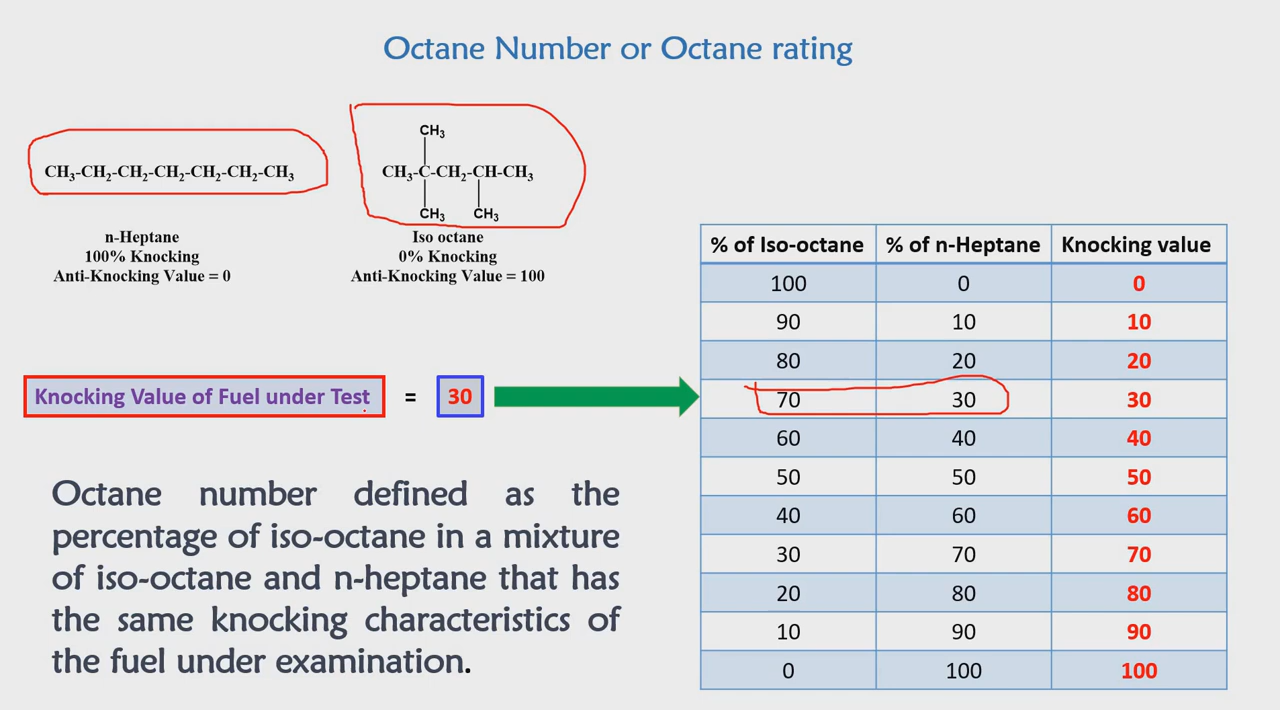 Octane Number or Octane rating
CH3
CH3-CH2-CH2-CH2-CH2-CH2-CH3
CH3-C-CH2-CH-CH3
CH3 CH3
n-Heptane
100% Knocking
Anti-Knocking Value = 0
Iso octane
0% Knocking
Anti-Knocking Value = 100
Knocking Value of Fuel under Test = 30
Octane number defined as the
percentage of iso-octane in a mixture
of iso-octane and n-heptane that has
the same knocking characteristics of
the fuel under examination.
% of Iso-octane % of n-Heptane Knocking value
100 0 0
90 10 10
80 20 20
70 30 30
60 40 40
50 50 50
40 60 60
30 70 70
20 80 80
10 90 90
0 100 100